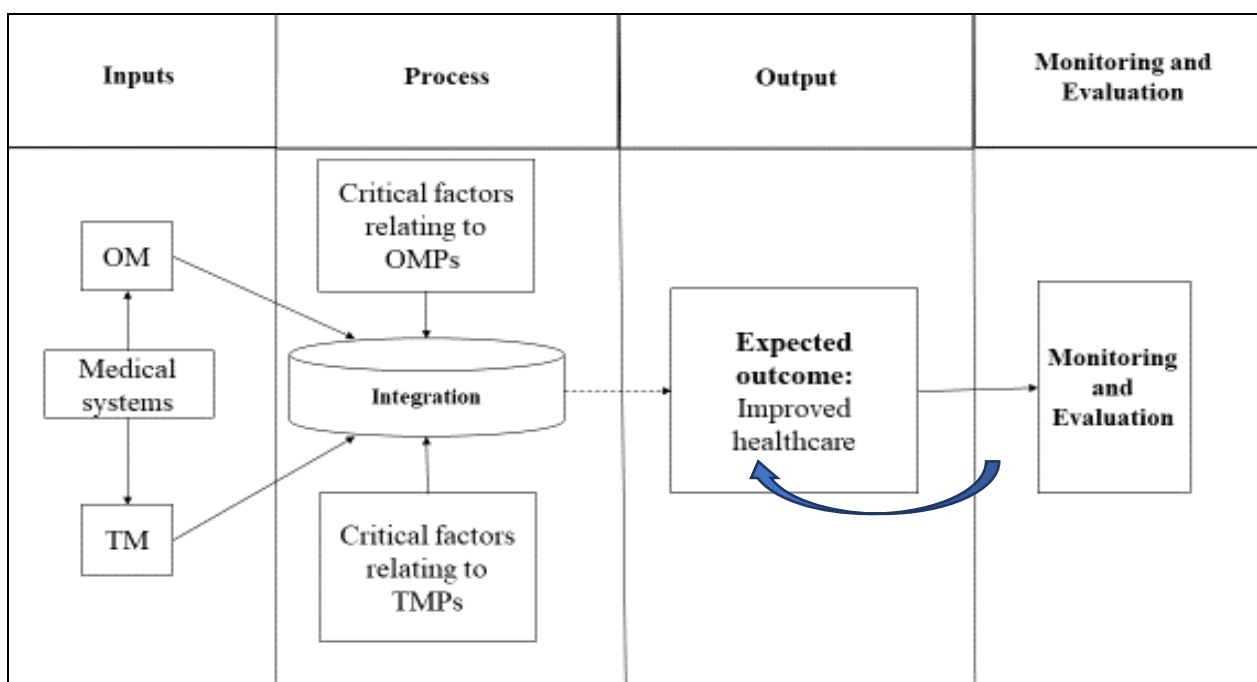 Inputs
Process
Output
Monitoring and
Evaluation
OM
Medical
systems
TM
Critical factors
relating to
OMPs
Integration
Critical factors
relating to
TMPs
Expected
outcome:
Improved
healthcare
Monitoring
and
Evaluation